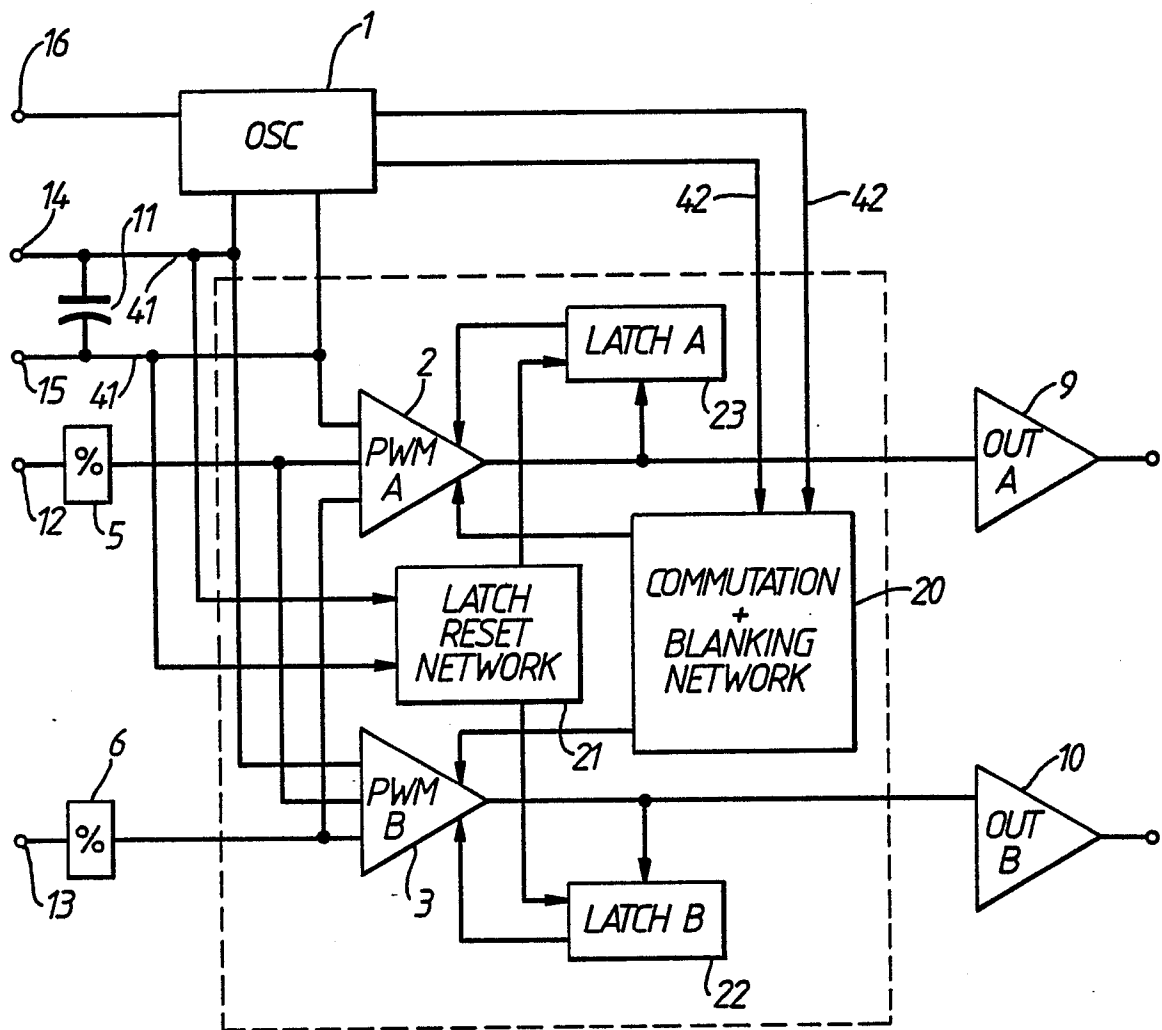 16
1
OSC
14
11
41
42
42
15
41
2
LATCH A
23
9
PWM
A
OUT
A
%
12
5
LATCH
RESET
NETWORK
COMMUTATION
+
BLANKING
NETWORK
20
21
6
PWM
B
10
%
OUT
B
13
3
LATCH B
22